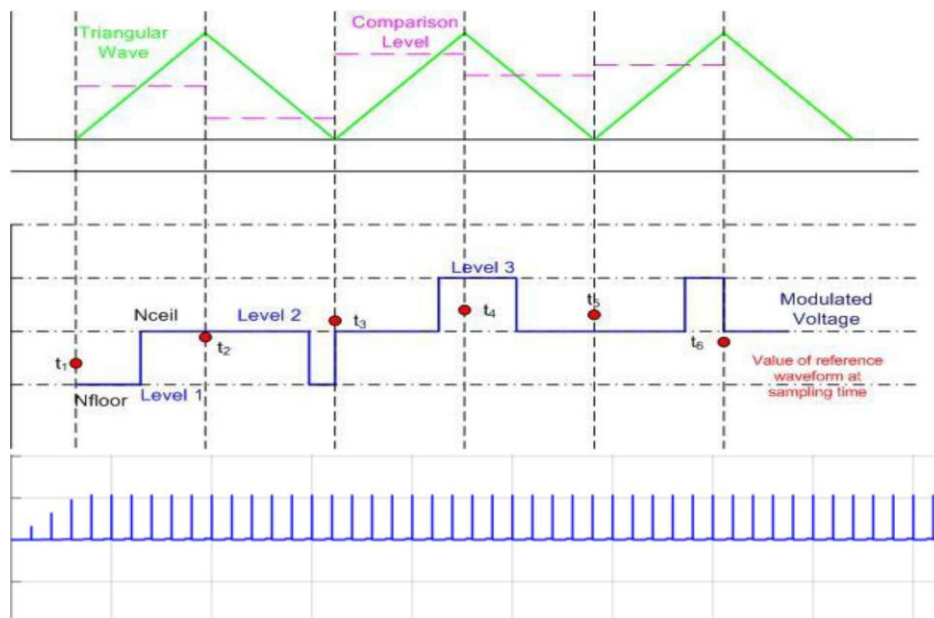 Triangular
Wave
Comparison
Level
Nceil
Level 2
Level 3
t1
t2
t3
t4
t5
t6
Nfloor
Level 1
Modulated
Voltage
Value of reference
waveform at
sampling time